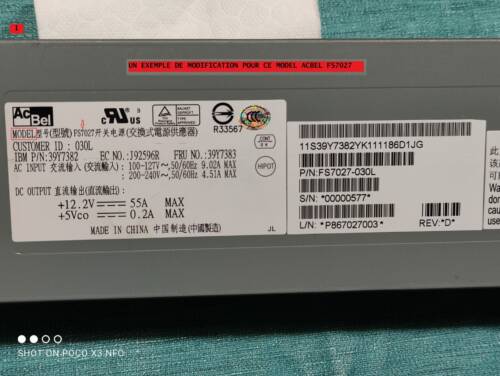 1
UN EXEMPLE DE MODIFICATION POUR CE MODEL ACBEL FS7027
AcBel
c UL US
TÜV
R33567
CCC
MODEL型号(型號) FS7027开关电源(交換式電源供應器)
CUSTOMER ID : 030L
IBM P/N:39Y7382 EC NO.:J92596R FRU NO.:39Y7383
AC INPUT 交流输入(交流輸入): 100-127V~,50/60Hz 9.02A MAX
200-240V~,50/60Hz 4.51A MAX
HIPOT
DC OUTPUT 直流输出(直流輸出):
+12.2V 55A MAX
+5Vco 0.2A MAX
MADE IN CHINA 中国制造(中國製造)
JL
11S39Y7382YK111186D1JG
P/N:FS7027-030L
S/N: *00000577*
L/N: *P867027003*
REV:*D*
SHOT ON POCO X3 NFC